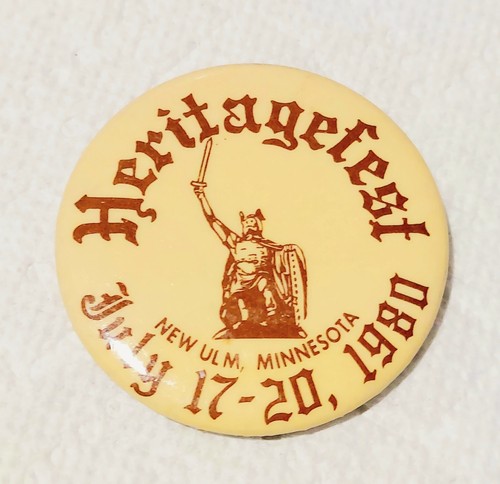 Heritagefest
NEW ULM, MINNESOTA
July 17-20, 1980